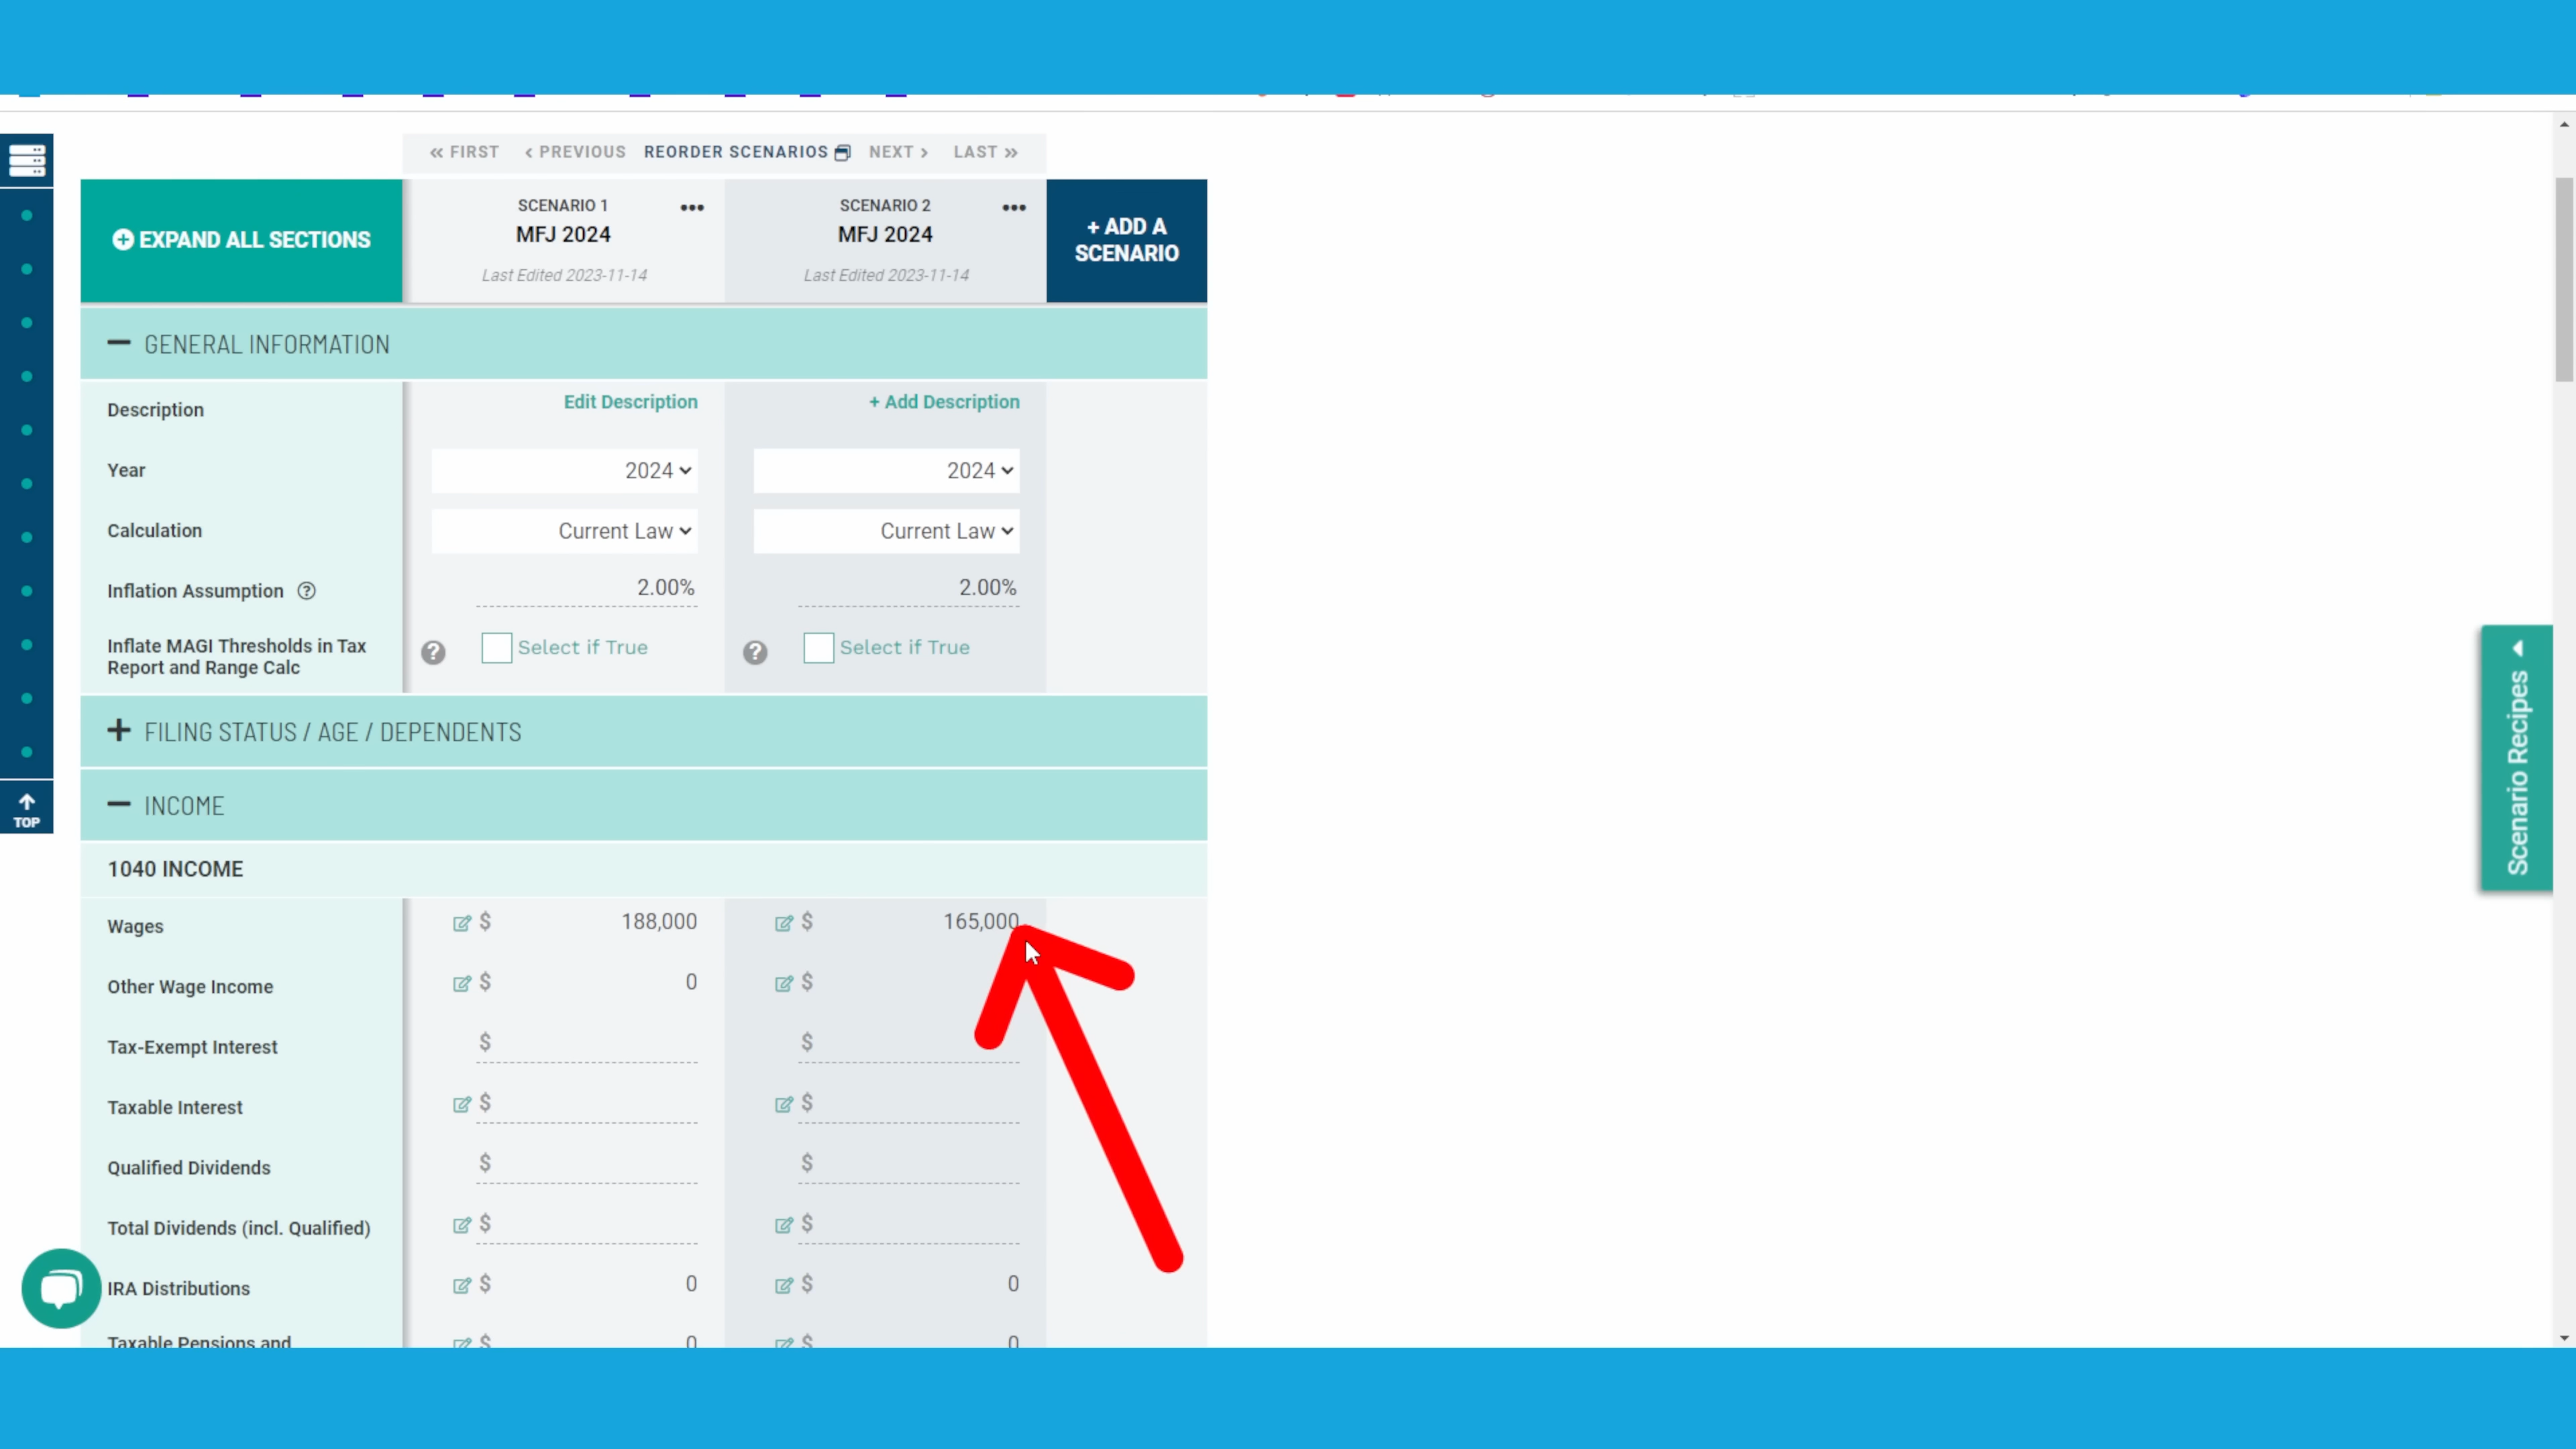 « FIRST ‹ PREVIOUS REORDER SCENARIOS NEXT › LAST »
+ EXPAND ALL SECTIONS
SCENARIO 1 •••
MFJ 2024
Last Edited 2023-11-14
SCENARIO 2 •••
MFJ 2024
Last Edited 2023-11-14
+ ADD A
SCENARIO
GENERAL INFORMATION
Description Edit Description + Add Description
Year 2024 2024
Calculation Current Law Current Law
Inflation Assumption ? 2.00% 2.00%
Inflate MAGI Thresholds in Tax
Report and Range Calc
? Select if True ? Select if True
FILING STATUS / AGE / DEPENDENTS
INCOME
TOP
1040 INCOME
Wages $ 188,000 $ 165,000
Other Wage Income $ 0 $
Tax-Exempt Interest $ $
Taxable Interest $ $
Qualified Dividends $ $
Total Dividends (incl. Qualified) $ $
IRA Distributions $ 0 $ 0
Taxable Pensions and $ 0 $ 0
Scenario Recipes